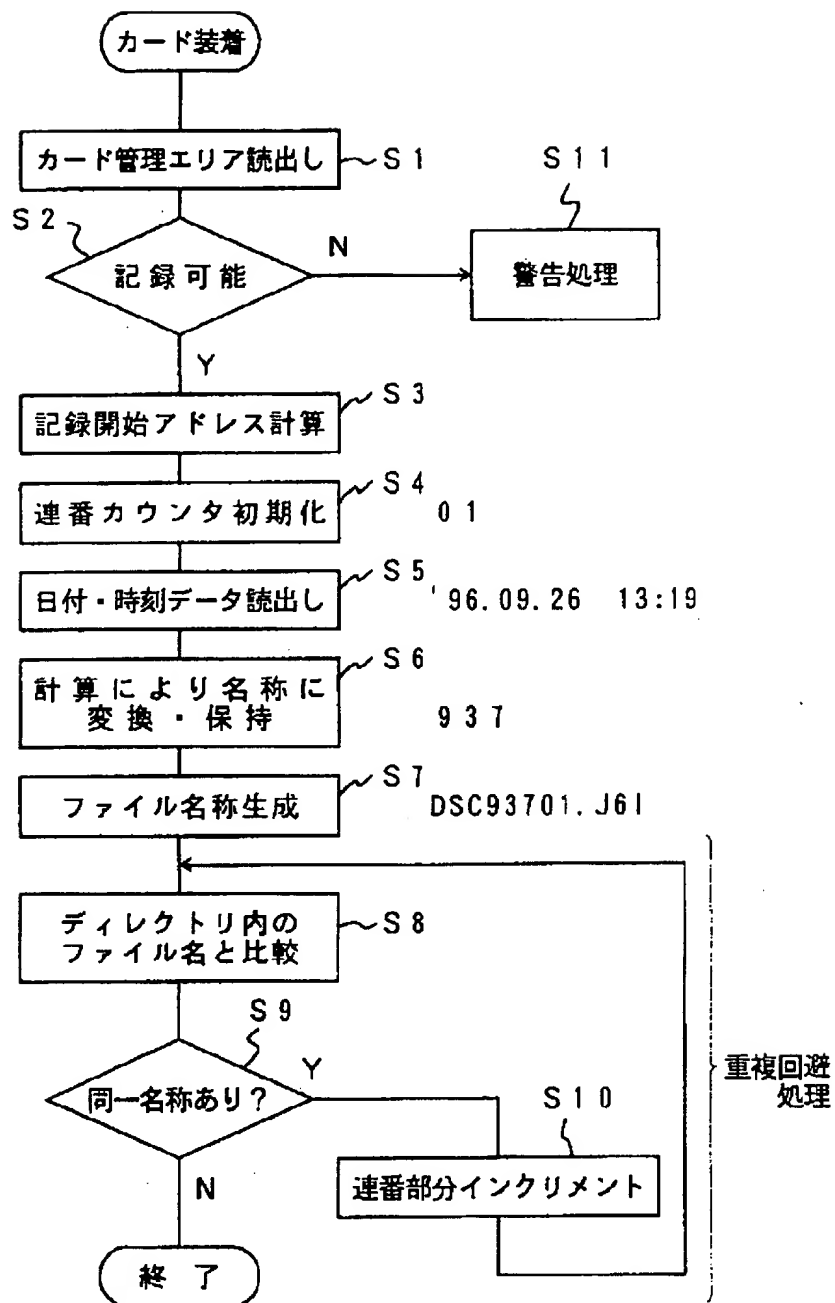 カード装着
カード管理エリア読出し
S1
S11
S2
記録可能
N
警告処理
Y
S3
記録開始アドレス計算
S4
連番カウンタ初期化
01
S5
日付・時刻データ読出し
'96.09.26 13:19
S6
計算により名称に
変換・保持
937
S7
ファイル名称生成
DSC93701.J6I
ディレクトリ内の
ファイル名と比較
S8
S9
同一名称あり?
Y
S10
重複回避
処理
連番部分インクリメント
N
終了